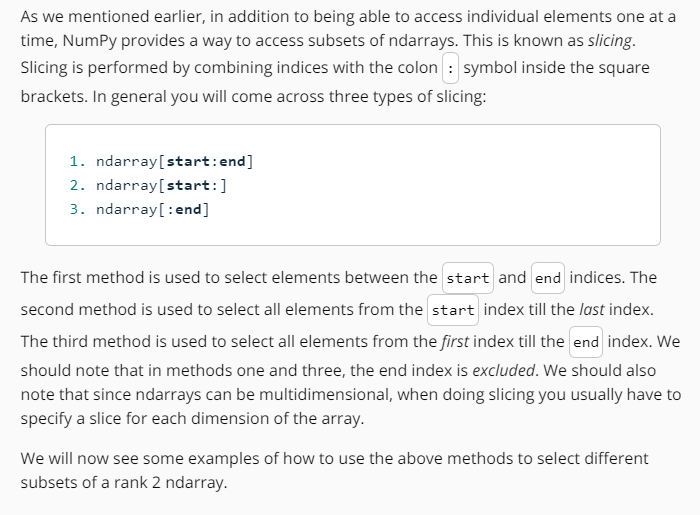 As we mentioned earlier, in addition to being able to access individual elements one at a
time, NumPy provides a way to access subsets of ndarrays. This is known as slicing.
Slicing is performed by combining indices with the colon : symbol inside the square
brackets. In general you will come across three types of slicing:
1. ndarray[start:end]
2. ndarray[start:]
3. ndarray[:end]
The first method is used to select elements between the start and end indices. The
second method is used to select all elements from the start index till the last index.
The third method is used to select all elements from the first index till the end index. We
should note that in methods one and three, the end index is excluded. We should also
note that since ndarrays can be multidimensional, when doing slicing you usually have to
specify a slice for each dimension of the array.
We will now see some examples of how to use the above methods to select different
subsets of a rank 2 ndarray.